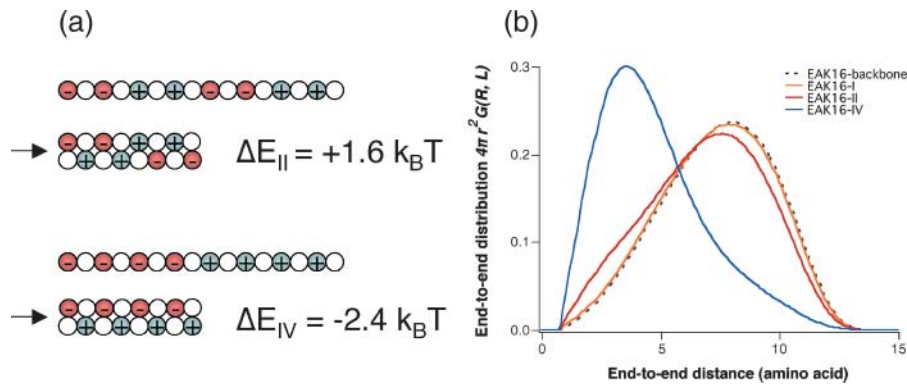 (a)
- - + + - - + +
- - + +
+ + - -
ΔE_II = +1.6 k_BT
- - - - + + + +
- - - -
+ + + +
ΔE_IV = -2.4 k_BT
(b)
End-to-end distribution 4π r² G(R, L)
0.3
0.2
0.1
0.0
EAK16-backbone
EAK16-I
EAK16-II
EAK16-IV
0 5 10 15
End-to-end distance (amino acid)